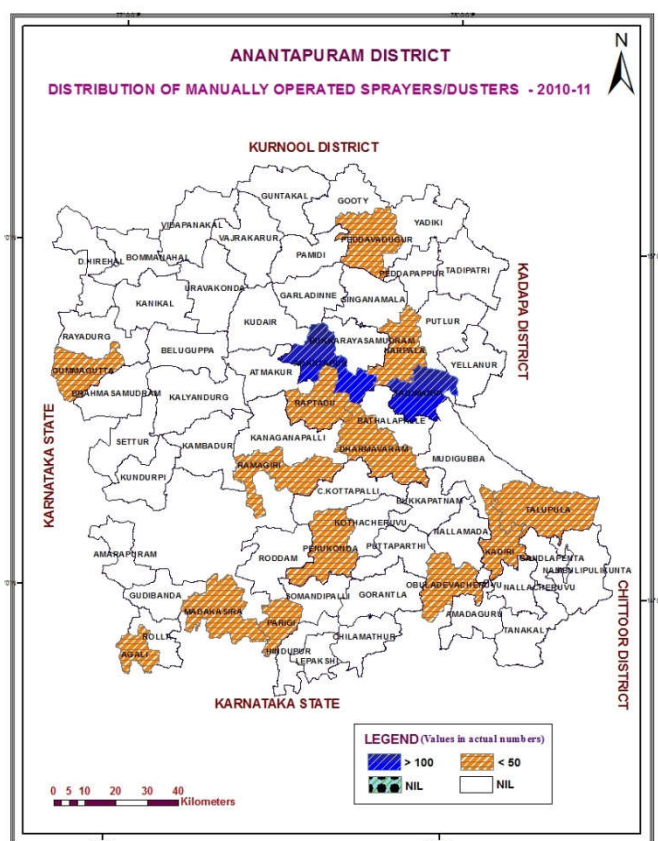 N
ANANTAPURAM DISTRICT
DISTRIBUTION OF MANUALLY OPERATED SPRAYERS/DUSTERS - 2010-11
KURNOOL DISTRICT
GUNTAKAL
GOOTY
YADIKI
VIDAPANAKAL
VAJRAKARUR
PEDDAVADUGUR
D.HIREHAL
BOMMANAHAL
PAMIDI
PEDDAPAPPUR
TADIPATRI
URAVAKONDA
GARLADINNE
SINGANAMALA
KANIKAL
KUDAIR
PUTLUR
KADAPA DISTRICT
RAYADURG
BUKKARAYASAMUDRAM
NARPALA
BELUGUPPA
YELLANUR
GUMMAGUTTA
ATMAKUR
BRAHMASAMUDRAM
KALYANDURG
RAPTADU
BATHALAPALLE
SETTUR
KAMBADUR
KANAGANAPALLI
DHARMAVARAM
MUDIGUBBA
KARNATAKA STATE
KUNDURPI
RAMAGIRI
C.KOTTAPALLI
BUKKAPATNAM
TALUPULA
KOTHACHERUVU
NALLAMADA
AMARAPURAM
RODDAM
PENUKONDA
PUTTAPARTHI
KADIRI
GANDLAPENTA
OBULADEVACHERUVU
NALLACHERUVU
GUDIBANDA
MADAKASIRA
SOMANDIPALLI
GORANTLA
AMADAGURU
TANAKAL
CHITTOOR DISTRICT
ROLLA
PARIGI
CHILAMATHUR
AGALI
HINDUPUR
LEPAKSHI
KARNATAKA STATE
LEGEND (Values in actual numbers)
> 100
< 50
NIL
NIL
0 5 10 20 30 40
Kilometers